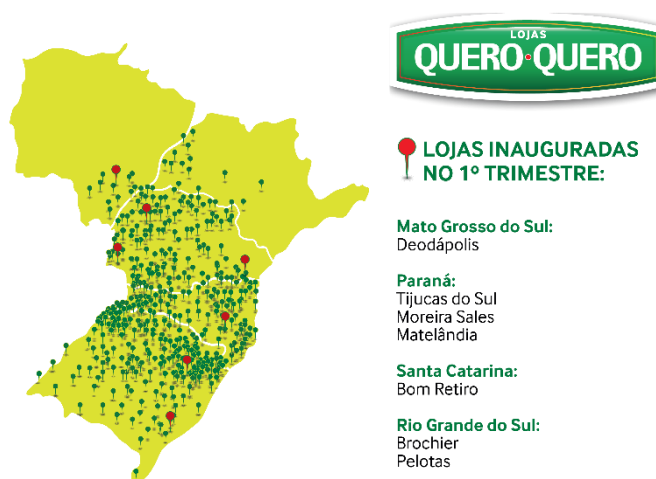 LOJAS
QUERO•QUERO
LOJAS INAUGURADAS
NO 1º TRIMESTRE:
Mato Grosso do Sul:
Deodápolis
Paraná:
Tijucas do Sul
Moreira Sales
Matelândia
Santa Catarina:
Bom Retiro
Rio Grande do Sul:
Brochier
Pelotas